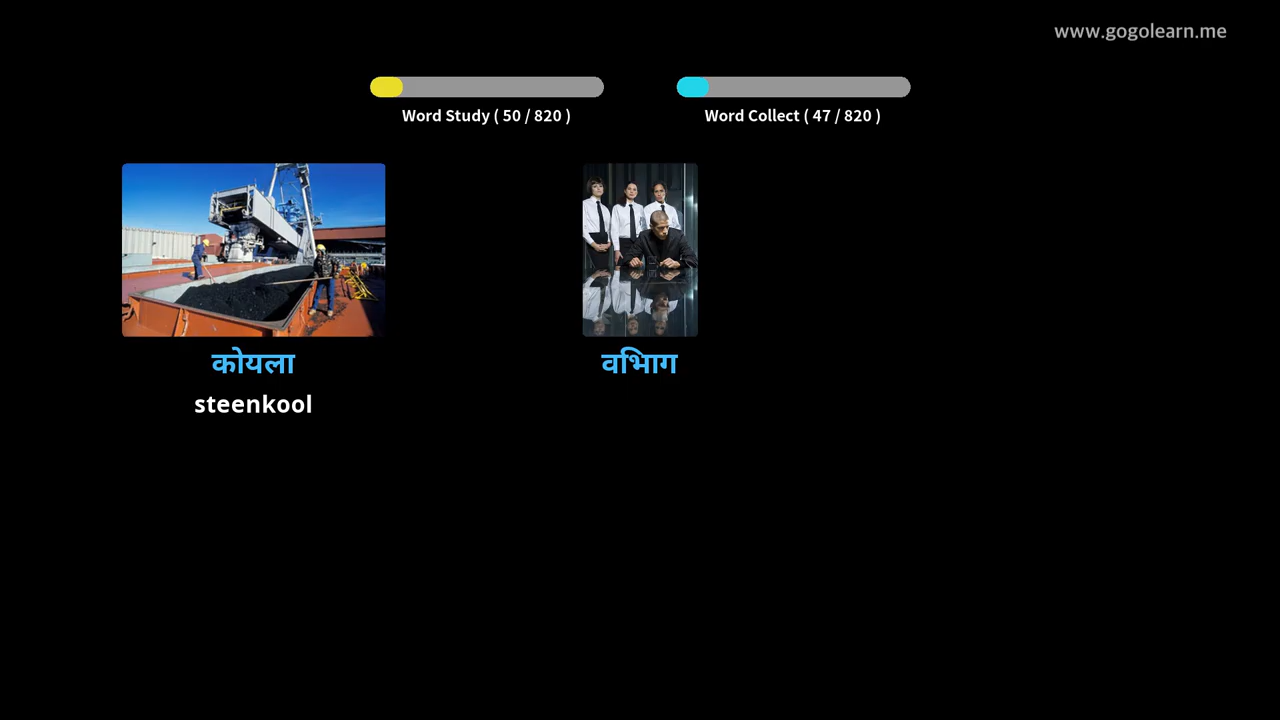 www.gogolearn.me
Word Study ( 50 / 820 )
Word Collect ( 47 / 820 )
कोयला
वभिाग
steenkool